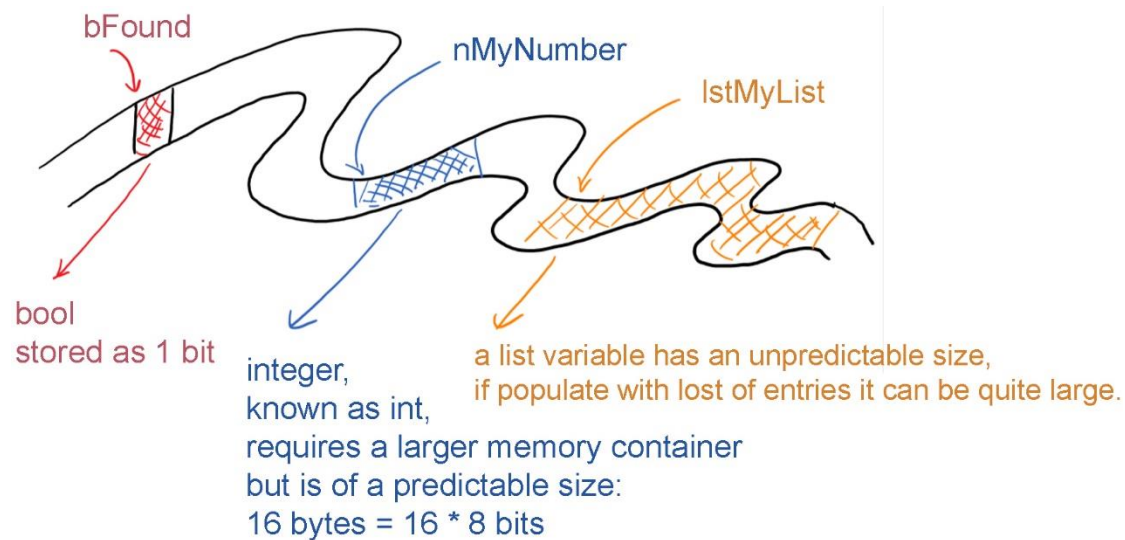 bFound
nMyNumber
lstMyList
bool
stored as 1 bit
integer,
known as int,
requires a larger memory container
but is of a predictable size:
16 bytes = 16 * 8 bits
a list variable has an unpredictable size,
if populate with lost of entries it can be quite large.